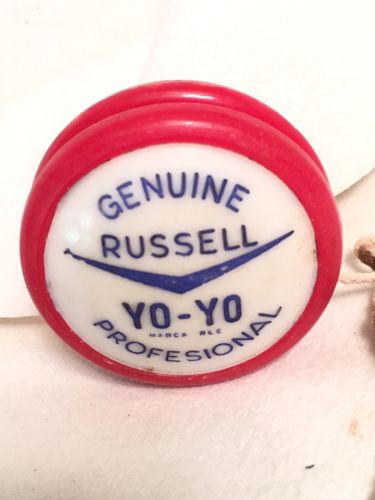 GENUINE
RUSSELL
YO-YO
MARCA REG
PROFESIONAL